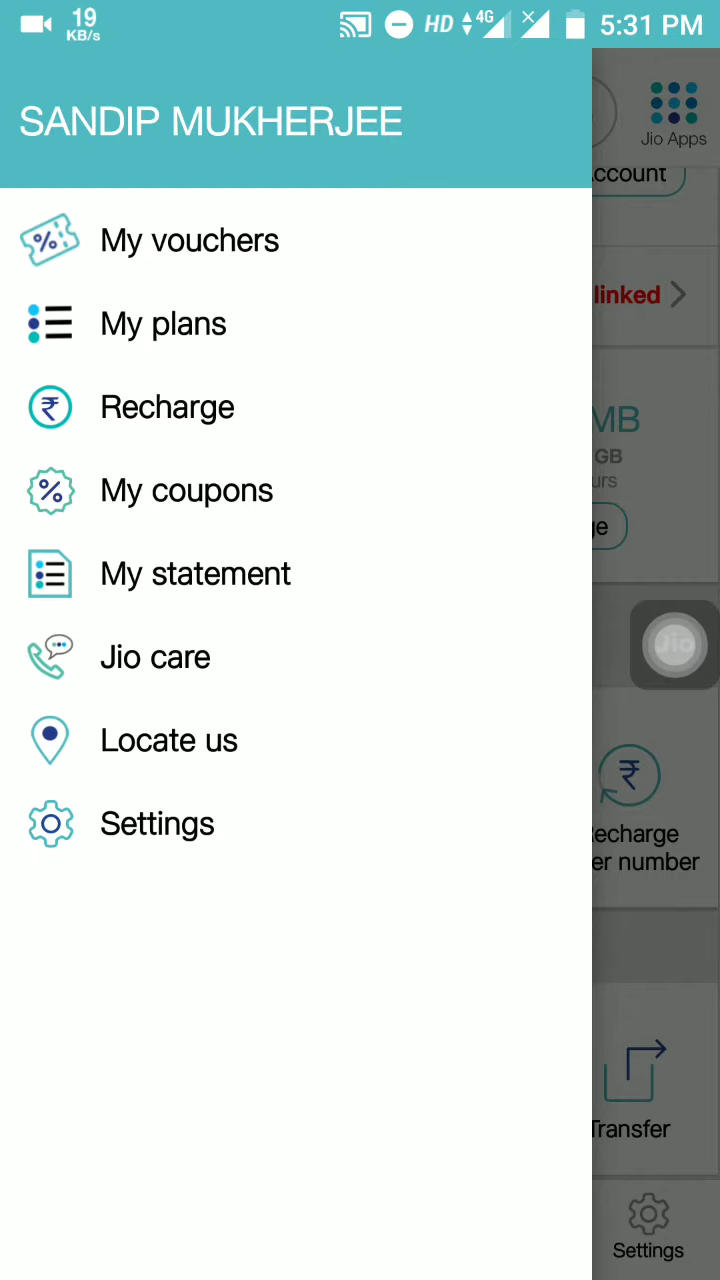 19
KB/s
HD 4G 5:31 PM
SANDIP MUKHERJEE
Jio Apps
ccount
linked
My vouchers
My plans
Recharge
MB
GB
urs
My coupons
ge
My statement
Jio
Jio care
Locate us
Settings
echarge
er number
Transfer
Settings